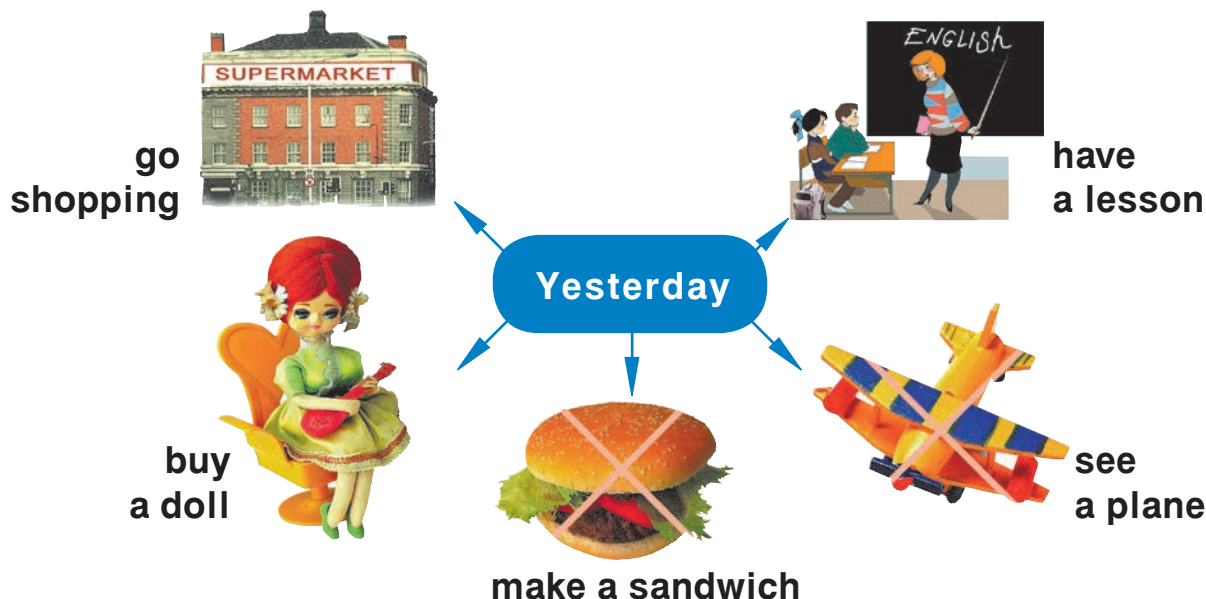 SUPERMARKET
ENGLISH
go
shopping
have
a lesson
Yesterday
buy
a doll
see
a plane
make a sandwich